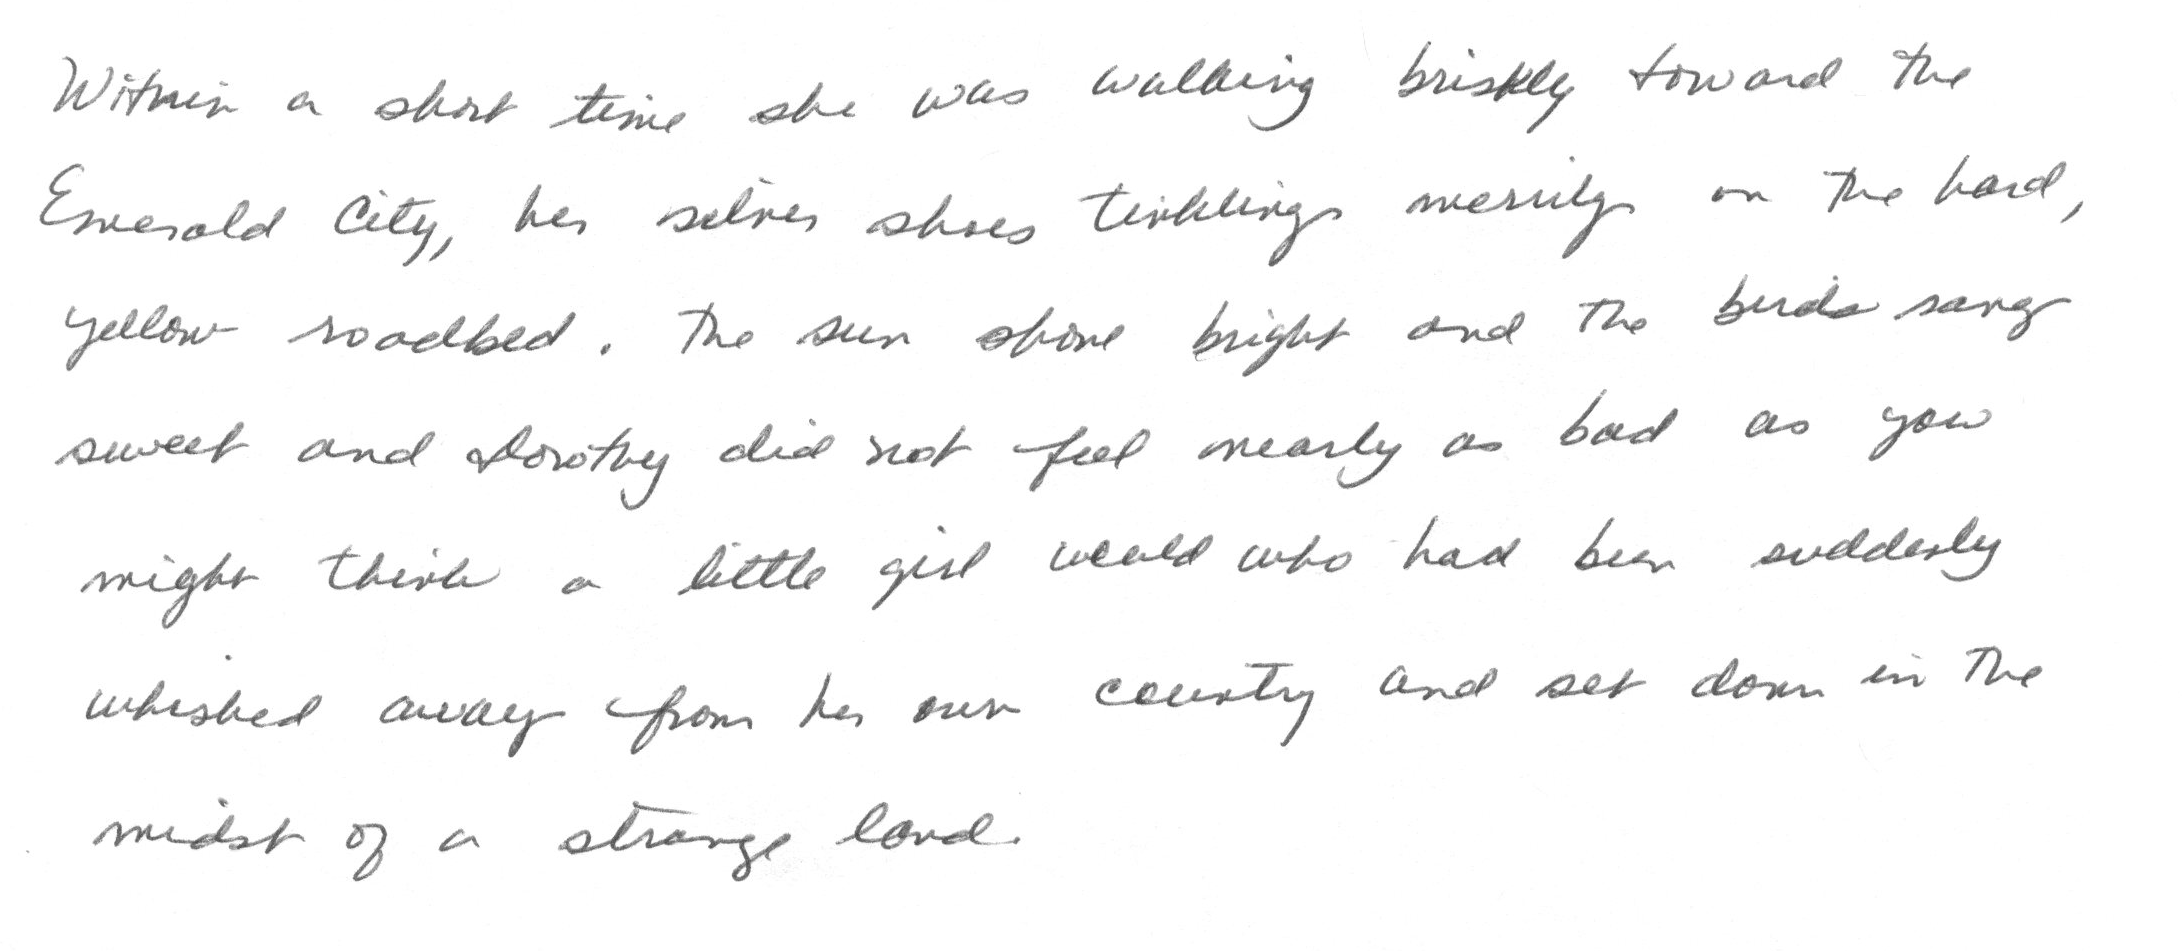 Within a short time she was walking briskly toward the
Emerald City, her silver shoes tinkling merrily on the hard,
yellow roadbed. The sun shone bright and the birds sang
sweet and Dorothy did not feel nearly as bad as you
might think a little girl would who had been suddenly
whisked away from her own country and set down in the
midst of a strange land.